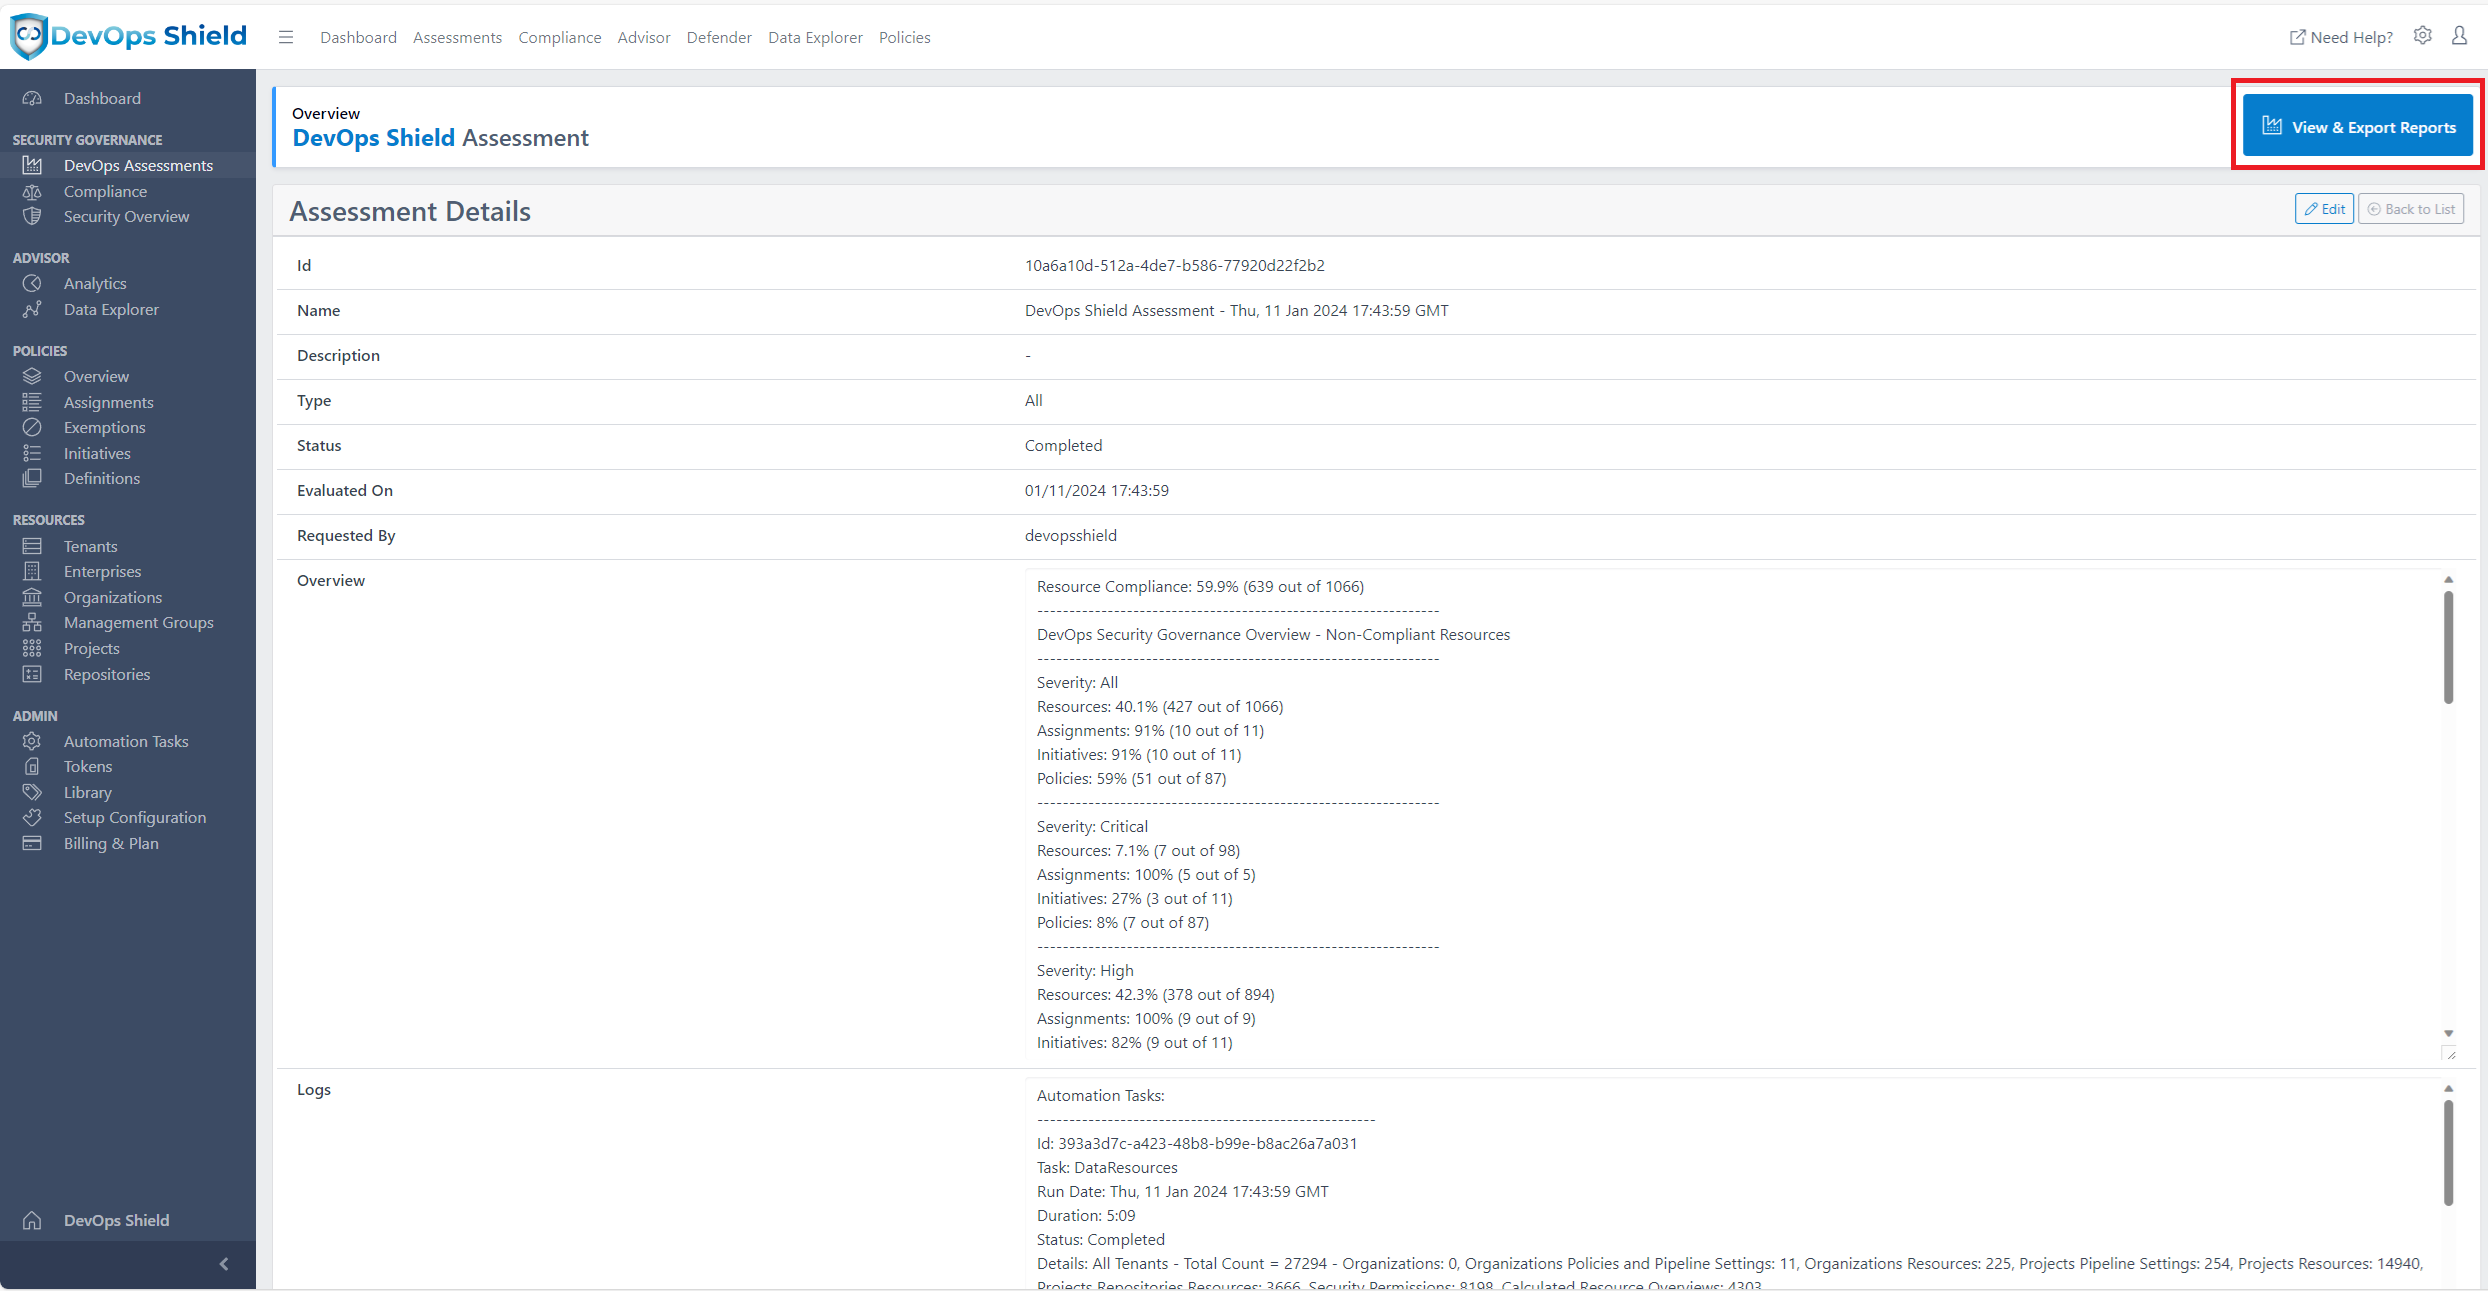 DevOps Shield
Dashboard Assessments Compliance Advisor Defender Data Explorer Policies
Need Help?
Dashboard
SECURITY GOVERNANCE
DevOps Assessments
Compliance
Security Overview
ADVISOR
Analytics
Data Explorer
POLICIES
Overview
Assignments
Exemptions
Initiatives
Definitions
RESOURCES
Tenants
Enterprises
Organizations
Management Groups
Projects
Repositories
ADMIN
Automation Tasks
Tokens
Library
Setup Configuration
Billing & Plan
DevOps Shield
Overview
DevOps Shield Assessment
View & Export Reports
Assessment Details
Edit
Back to List
Id 10a6a10d-512a-4de7-b586-77920d22f2b2
Name DevOps Shield Assessment - Thu, 11 Jan 2024 17:43:59 GMT
Description -
Type All
Status Completed
Evaluated On 01/11/2024 17:43:59
Requested By devopsshield
Overview
Resource Compliance: 59.9% (639 out of 1066)
---------------------------------------------------------------
DevOps Security Governance Overview - Non-Compliant Resources
---------------------------------------------------------------
Severity: All
Resources: 40.1% (427 out of 1066)
Assignments: 91% (10 out of 11)
Initiatives: 91% (10 out of 11)
Policies: 59% (51 out of 87)
---------------------------------------------------------------
Severity: Critical
Resources: 7.1% (7 out of 98)
Assignments: 100% (5 out of 5)
Initiatives: 27% (3 out of 11)
Policies: 8% (7 out of 87)
---------------------------------------------------------------
Severity: High
Resources: 42.3% (378 out of 894)
Assignments: 100% (9 out of 9)
Initiatives: 82% (9 out of 11)
Logs
Automation Tasks:
-----------------------------------------------------
Id: 393a3d7c-a423-48b8-b99e-b8ac26a7a031
Task: DataResources
Run Date: Thu, 11 Jan 2024 17:43:59 GMT
Duration: 5:09
Status: Completed
Details: All Tenants - Total Count = 27294 - Organizations: 0, Organizations Policies and Pipeline Settings: 11, Organizations Resources: 225, Projects Pipeline Settings: 254, Projects Resources: 14940,
Projects Repositories Resources: 3666, Security Permissions: 8198, Calculated Resource Overviews: 4303